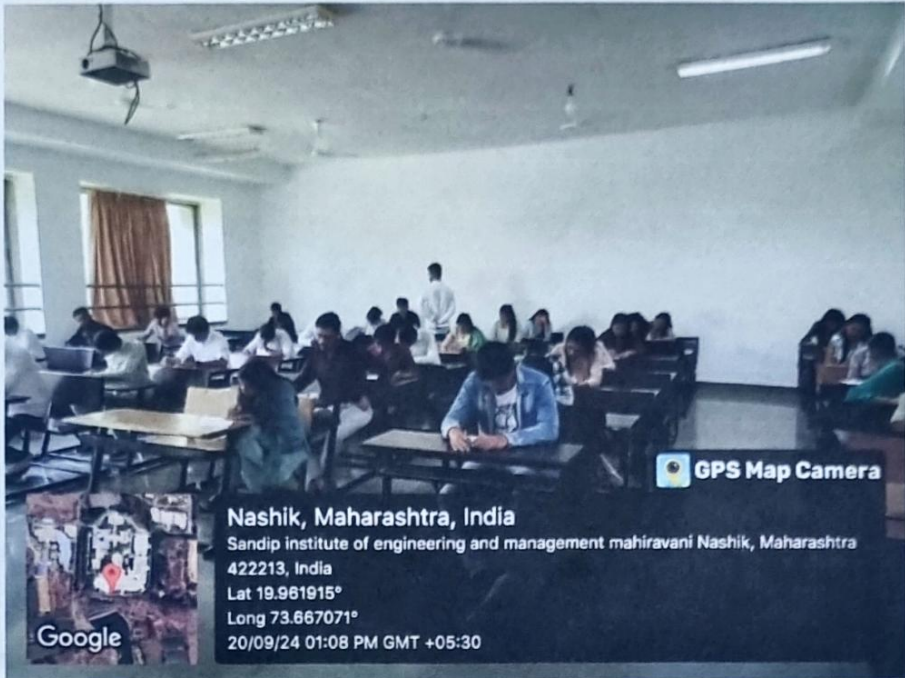 GPS Map Camera
Nashik, Maharashtra, India
Sandip institute of engineering and management mahiravani Nashik, Maharashtra
422213, India
Lat 19.961915°
Long 73.667071°
20/09/24 01:08 PM GMT +05:30
Google